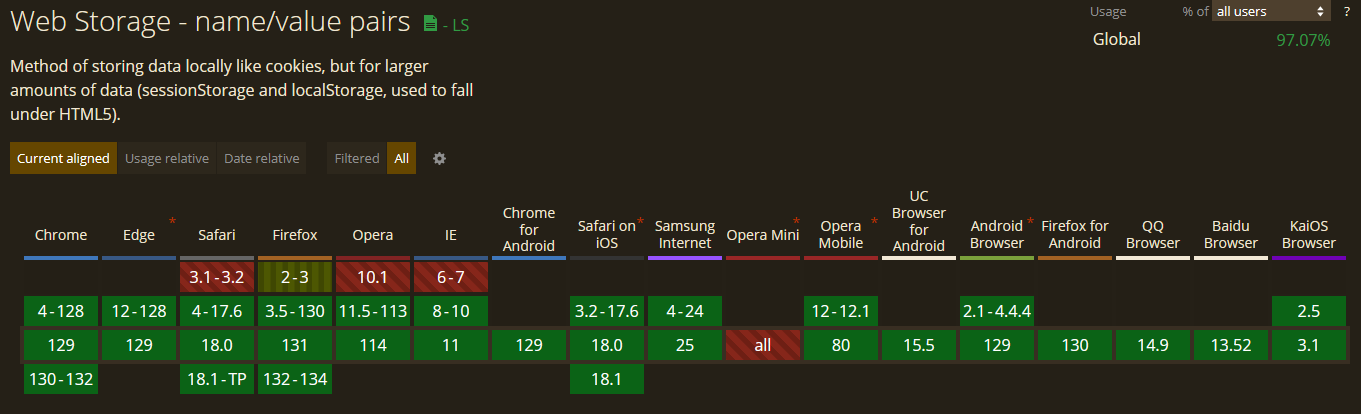 Web Storage - name/value pairs - LS
Usage % of all users ?
Global 97.07%
Method of storing data locally like cookies, but for larger
amounts of data (sessionStorage and localStorage, used to fall
under HTML5).
Current aligned Usage relative Date relative Filtered All
Chrome
Edge *
Safari
Firefox
Opera
IE
Chrome
for
Android
Safari on *
iOS
Samsung
Internet
Opera Mini *
Opera *
Mobile
UC
Browser
for
Android
Android *
Browser
Firefox for
Android
QQ
Browser
Baidu
Browser
KaiOS
Browser
3.1-3.2 2-3 10.1 6-7
4-128 12-128 4-17.6 3.5-130 11.5-113 8-10 3.2-17.6 4-24 12-12.1 2.1-4.4.4 2.5
129 129 18.0 131 114 11 129 18.0 25 all 80 15.5 129 130 14.9 13.52 3.1
130-132 18.1-TP 132-134 18.1